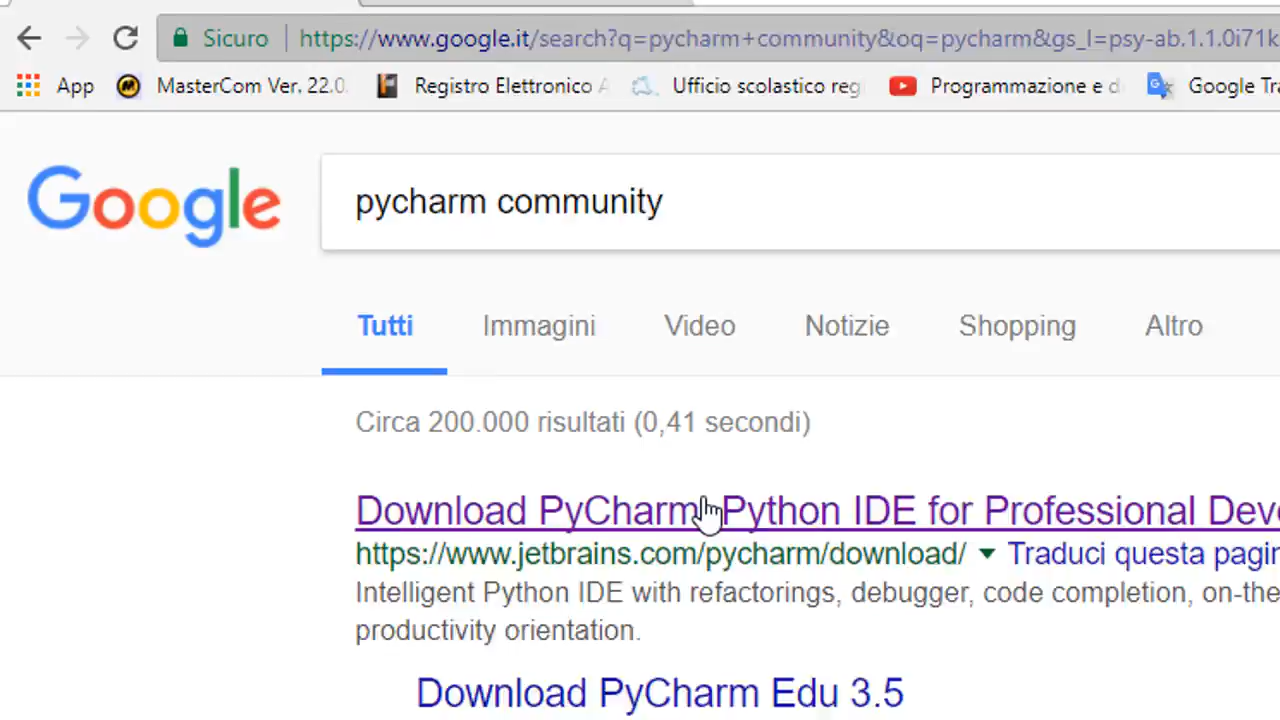 Sicuro https://www.google.it/search?q=pycharm+community&oq=pycharm&gs_l=psy-ab.1.1.0i71k
App MasterCom Ver. 22.0. Registro Elettronico Ufficio scolastico reg Programmazione e d Google Tra
Google pycharm community
Tutti Immagini Video Notizie Shopping Altro
Circa 200.000 risultati (0,41 secondi)
Download PyCharm: Python IDE for Professional Deve
https://www.jetbrains.com/pycharm/download/ Traduci questa pagin
Intelligent Python IDE with refactorings, debugger, code completion, on-the
productivity orientation.
Download PyCharm Edu 3.5